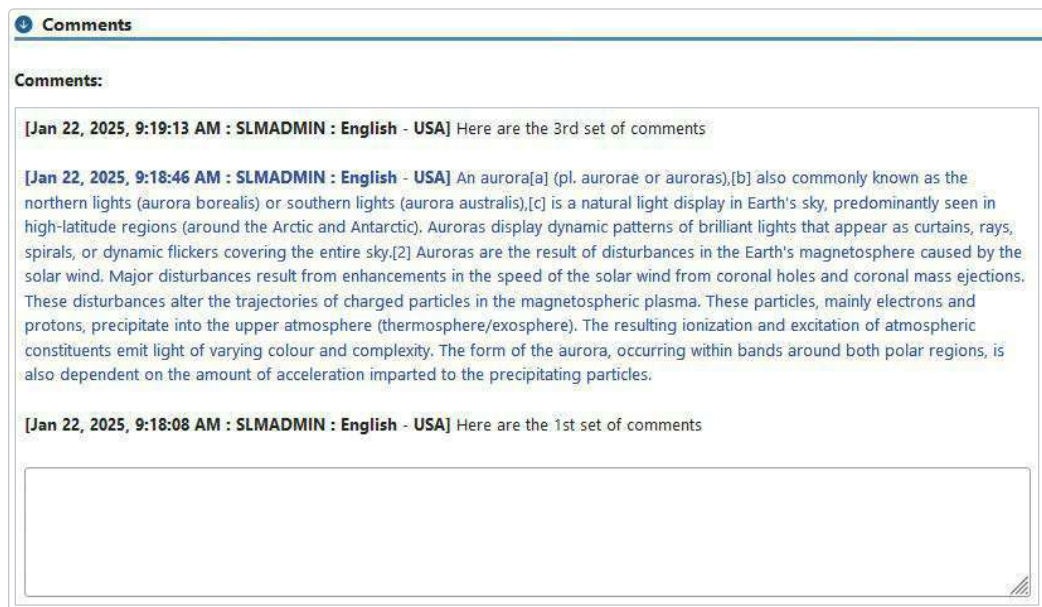 Comments
Comments:
[Jan 22, 2025, 9:19:13 AM : SLMADMIN : English - USA] Here are the 3rd set of comments
[Jan 22, 2025, 9:18:46 AM : SLMADMIN : English - USA] An aurora[a] (pl. aurorae or auroras),[b] also commonly known as the
northern lights (aurora borealis) or southern lights (aurora australis),[c] is a natural light display in Earth's sky, predominantly seen in
high-latitude regions (around the Arctic and Antarctic). Auroras display dynamic patterns of brilliant lights that appear as curtains, rays,
spirals, or dynamic flickers covering the entire sky.[2] Auroras are the result of disturbances in the Earth's magnetosphere caused by the
solar wind. Major disturbances result from enhancements in the speed of the solar wind from coronal holes and coronal mass ejections.
These disturbances alter the trajectories of charged particles in the magnetospheric plasma. These particles, mainly electrons and
protons, precipitate into the upper atmosphere (thermosphere/exosphere). The resulting ionization and excitation of atmospheric
constituents emit light of varying colour and complexity. The form of the aurora, occurring within bands around both polar regions, is
also dependent on the amount of acceleration imparted to the precipitating particles.
[Jan 22, 2025, 9:18:08 AM : SLMADMIN : English - USA] Here are the 1st set of comments